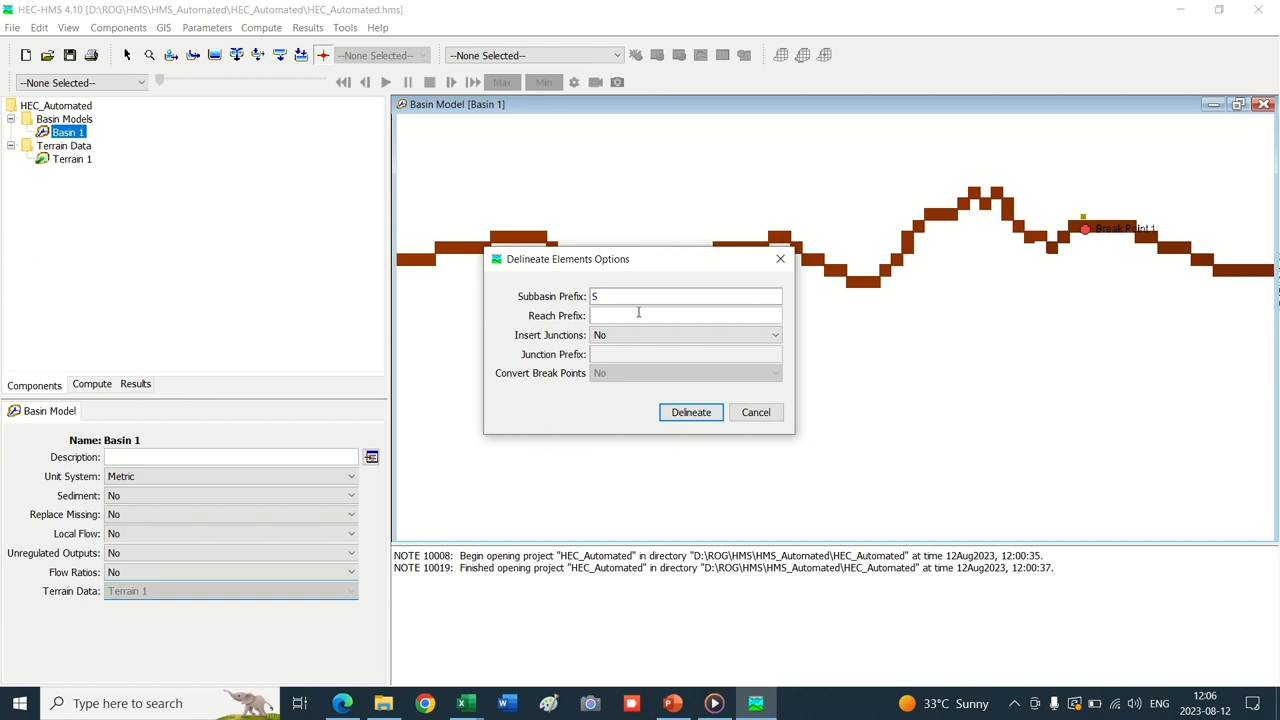 HEC-HMS 4.10 [D:\ROG\HMS\HMS_Automated\HEC_Automated\HEC_Automated.hms]
File Edit View Components GIS Parameters Compute Results Tools Help
--None Selected-- --None Selected--
--None Selected-- Max Min
HEC_Automated
Basin Models
Basin 1
Terrain Data
Terrain 1
Components Compute Results
Basin Model
Name: Basin 1
Description:
Unit System: Metric
Sediment: No
Replace Missing: No
Local Flow: No
Unregulated Outputs: No
Flow Ratios: No
Terrain Data: Terrain 1
Basin Model [Basin 1]
Break Point 1
Delineate Elements Options
Subbasin Prefix: S
Reach Prefix:
Insert Junctions: No
Junction Prefix:
Convert Break Points No
Delineate Cancel
NOTE 10008: Begin opening project "HEC_Automated" in directory "D:\ROG\HMS\HMS_Automated\HEC_Automated" at time 12Aug2023, 12:00:35.
NOTE 10019: Finished opening project "HEC_Automated" in directory "D:\ROG\HMS\HMS_Automated\HEC_Automated" at time 12Aug2023, 12:00:37.
Type here to search
33°C Sunny
ENG
12:06
2023-08-12